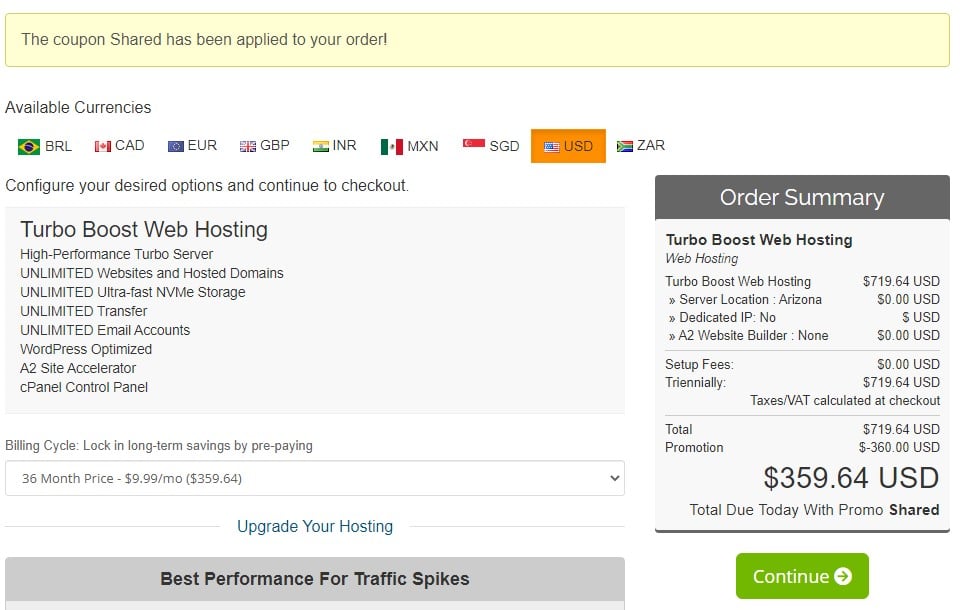 The coupon Shared has been applied to your order!
Available Currencies
BRL CAD EUR GBP INR MXN SGD USD ZAR
Configure your desired options and continue to checkout.
Turbo Boost Web Hosting
High-Performance Turbo Server
UNLIMITED Websites and Hosted Domains
UNLIMITED Ultra-fast NVMe Storage
UNLIMITED Transfer
UNLIMITED Email Accounts
WordPress Optimized
A2 Site Accelerator
cPanel Control Panel
Billing Cycle: Lock in long-term savings by pre-paying
36 Month Price - $9.99/mo ($359.64)
Upgrade Your Hosting
Best Performance For Traffic Spikes
Order Summary
Turbo Boost Web Hosting
Web Hosting
Turbo Boost Web Hosting $719.64 USD
» Server Location : Arizona $0.00 USD
» Dedicated IP: No $ USD
» A2 Website Builder : None $0.00 USD
Setup Fees: $0.00 USD
Triennially: $719.64 USD
Taxes/VAT calculated at checkout
Total $719.64 USD
Promotion $-360.00 USD
$359.64 USD
Total Due Today With Promo Shared
Continue